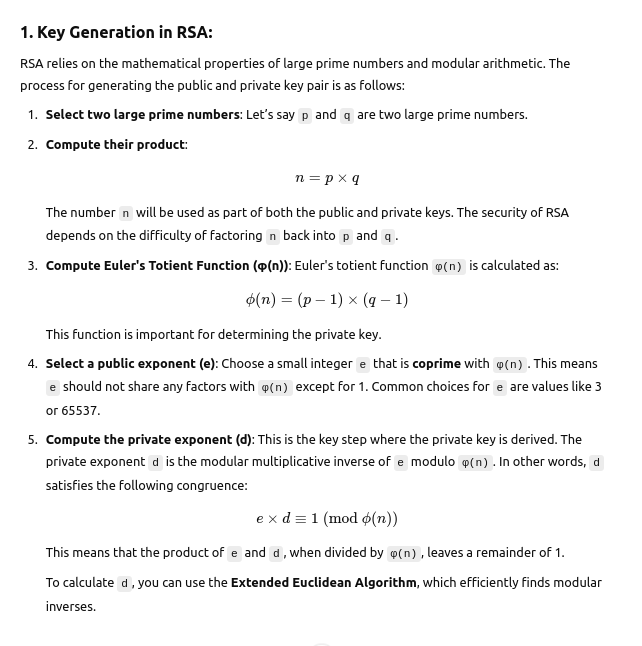 1. Key Generation in RSA:
RSA relies on the mathematical properties of large prime numbers and modular arithmetic. The
process for generating the public and private key pair is as follows:
1. Select two large prime numbers: Let's say p and q are two large prime numbers.
2. Compute their product:
n = p × q
The number n will be used as part of both the public and private keys. The security of RSA
depends on the difficulty of factoring n back into p and q.
3. Compute Euler's Totient Function (φ(n)): Euler's totient function φ(n) is calculated as:
ϕ(n) = (p − 1) × (q − 1)
This function is important for determining the private key.
4. Select a public exponent (e): Choose a small integer e that is coprime with φ(n). This means
e should not share any factors with φ(n) except for 1. Common choices for e are values like 3
or 65537.
5. Compute the private exponent (d): This is the key step where the private key is derived. The
private exponent d is the modular multiplicative inverse of e modulo φ(n). In other words, d
satisfies the following congruence:
e × d ≡ 1 (mod ϕ(n))
This means that the product of e and d, when divided by φ(n), leaves a remainder of 1.
To calculate d, you can use the Extended Euclidean Algorithm, which efficiently finds modular
inverses.